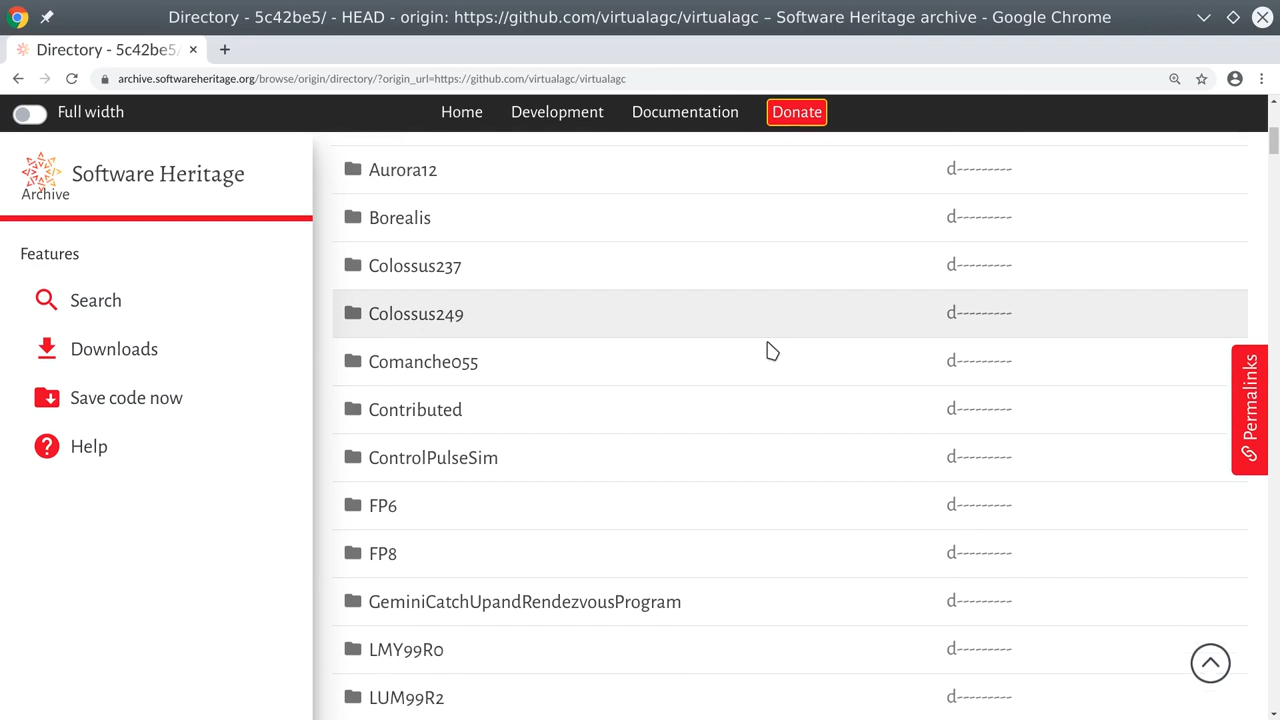 Directory - 5c42be5/ - HEAD - origin: https://github.com/virtualagc/virtualagc – Software Heritage archive - Google Chrome
Directory - 5c42be5/
archive.softwareheritage.org/browse/origin/directory/?origin_url=https://github.com/virtualagc/virtualagc
Full width
Home Development Documentation Donate
Software Heritage
Archive
Features
Search
Downloads
Save code now
Help
Aurora12 d---------
Borealis d---------
Colossus237 d---------
Colossus249 d---------
Comanche055 d---------
Contributed d---------
ControlPulseSim d---------
FP6 d---------
FP8 d---------
GeminiCatchUpandRendezvousProgram d---------
LMY99R0 d---------
LUM99R2 d---------
Permalinks